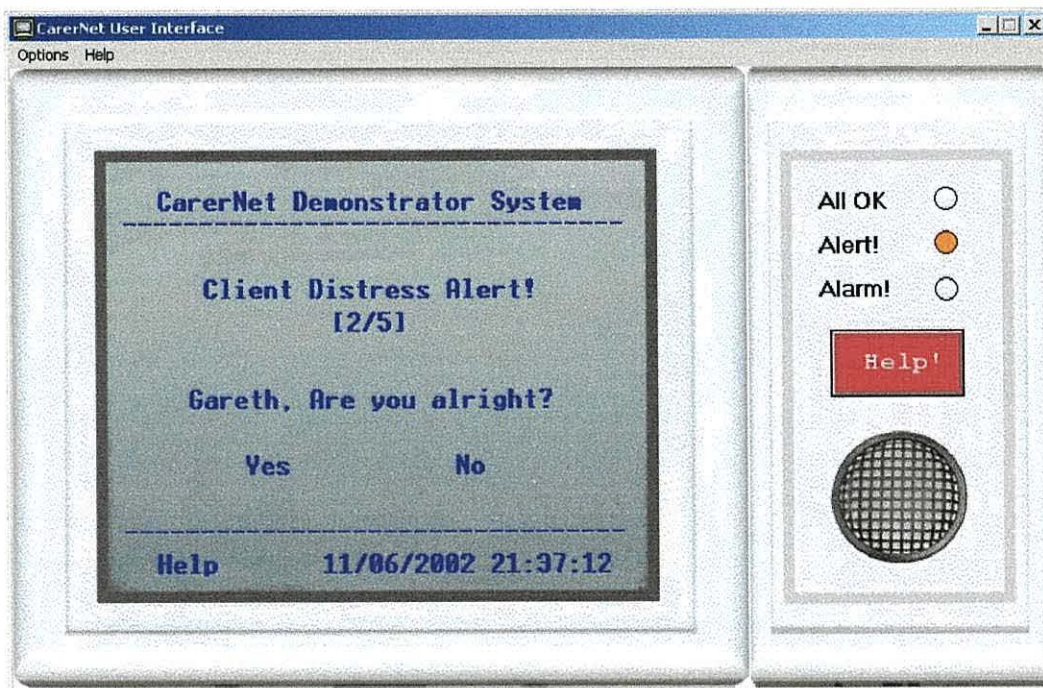 CarerNet User Interface
Options Help
CarerNet Demonstrator System
Client Distress Alert!
[2/5]
Gareth, Are you alright?
Yes No
Help 11/06/2002 21:37:12
All OK
Alert!
Alarm!
Help!